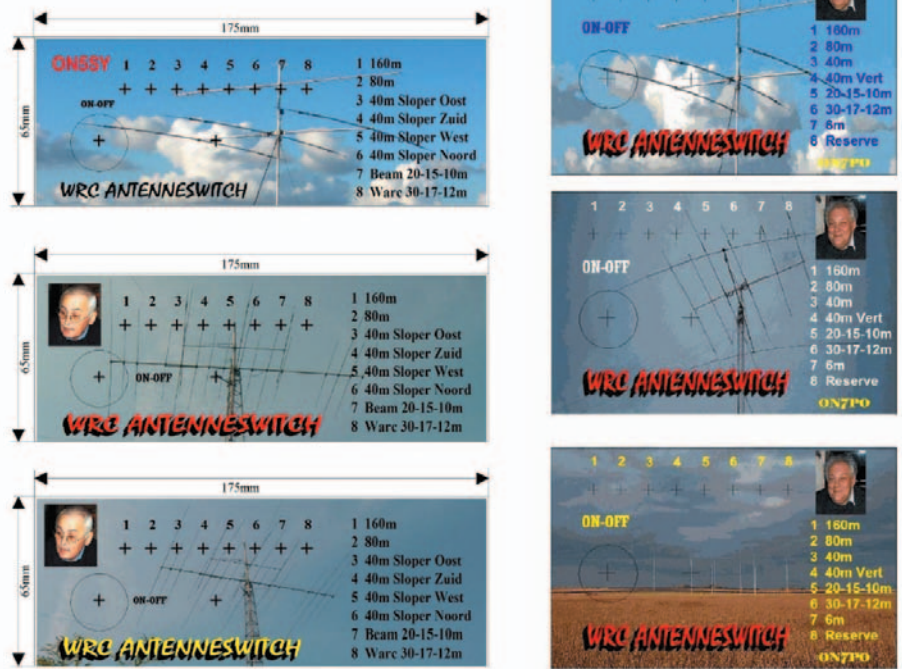 175mm
65mm
ON5SY 1 2 3 4 5 6 7 8
ON-OFF
1 160m
2 80m
3 40m Sloper Oost
4 40m Sloper Zuid
5 40m Sloper West
6 40m Sloper Noord
7 Beam 20-15-10m
8 Warc 30-17-12m
WRC ANTENNESWITCH
175mm
65mm
1 2 3 4 5 6 7 8
ON-OFF
1 160m
2 80m
3 40m Sloper Oost
4 40m Sloper Zuid
5 40m Sloper West
6 40m Sloper Noord
7 Beam 20-15-10m
8 Warc 30-17-12m
WRC ANTENNESWITCH
175mm
65mm
1 2 3 4 5 6 7 8
ON-OFF
1 160m
2 80m
3 40m Sloper Oost
4 40m Sloper Zuid
5 40m Sloper West
6 40m Sloper Noord
7 Beam 20-15-10m
8 Warc 30-17-12m
WRC ANTENNESWITCH
ON-OFF
1 160m
2 80m
3 40m
4 40m Vert
5 20-15-10m
6 30-17-12m
7 6m
6 Reserve
WRC ANTENNESWITCH
ON7PO
1 2 3 4 5 6 7 8
ON-OFF
1 160m
2 80m
3 40m
4 40m Vert
5 20-15-10m
6 30-17-12m
7 6m
8 Reserve
WRC ANTENNESWITCH
ON7PO
1 2 3 4 5 6 7 8
ON-OFF
1 160m
2 80m
3 40m
4 40m Vert
5 20-15-10m
6 30-17-12m
7 6m
8 Reserve
WRC ANTENNESWITCH
ON7PO